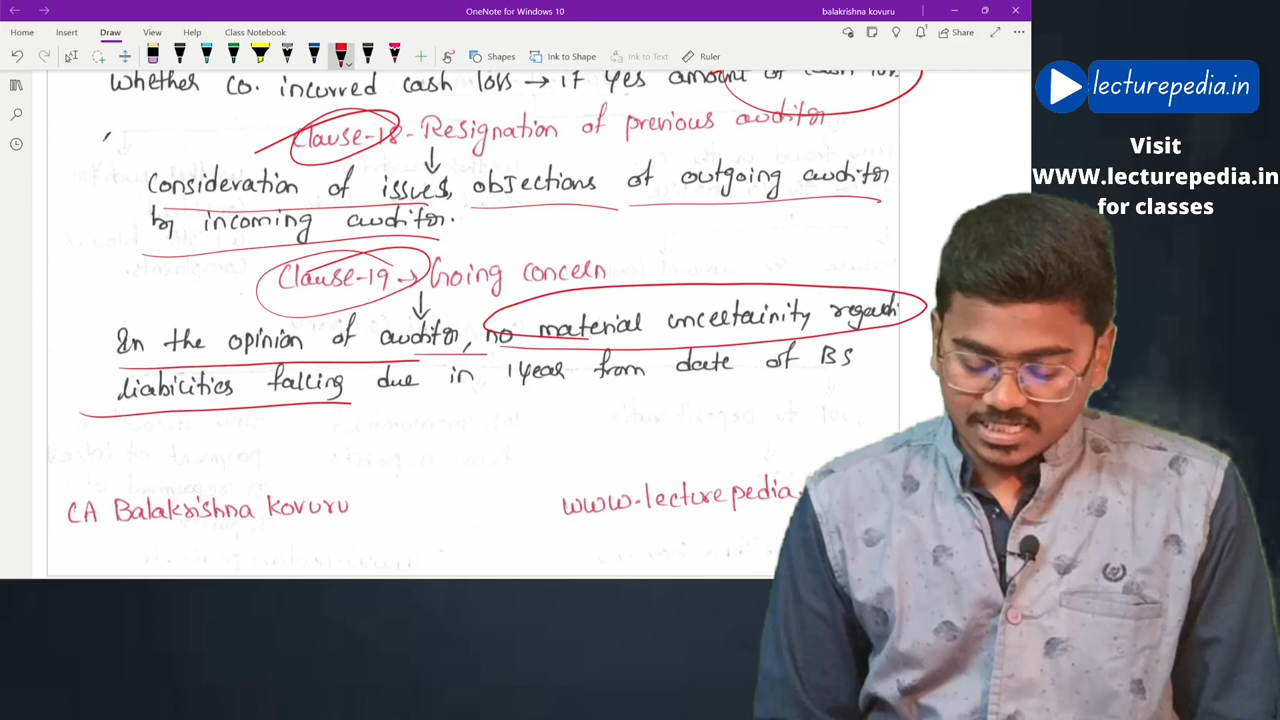 OneNote for Windows 10
balakrishna kovuru
Home Insert Draw View Help Class Notebook
Share
Shapes Ink to Shape Ink to Text Ruler
Whether Co. incurred cash loss → if Yes amount of cash loss
Clause-18 - Resignation of previous auditor
Consideration of issues, objections of outgoing auditor
by incoming auditor.
Clause-19 → Going concern
In the opinion of auditor, no material uncertainity regardi
liabilities falling due in 1 year from date of BS
CA Balakrishna Kovuru
www.lecturepedia.
lecturepedia.in
Visit
WWW.lecturepedia.in
for classes